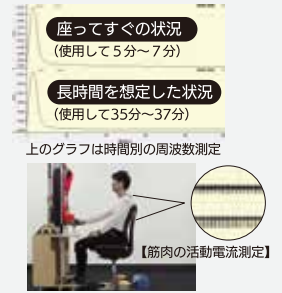 座ってすぐの状況
（使用して５分～７分）
長時間を想定した状況
（使用して35分～37分）
上のグラフは時間別の周波数測定
【筋肉の活動電流測定】